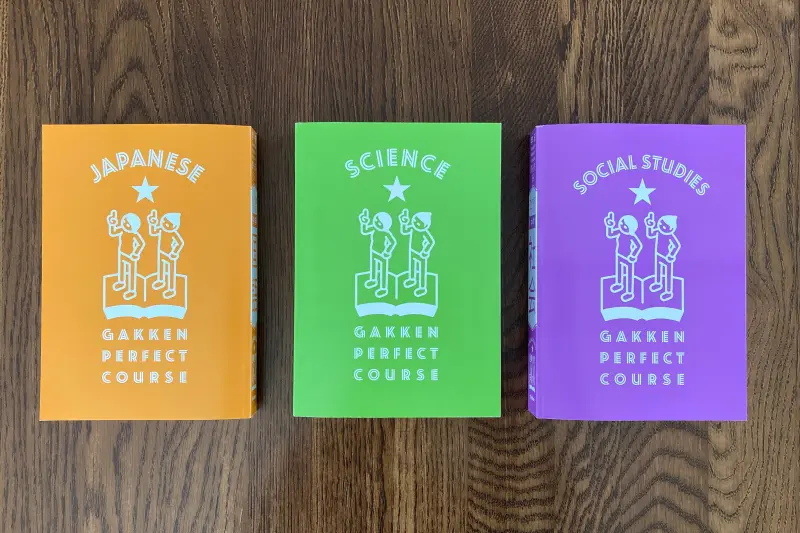 JAPANESE
GAKKEN
PERFECT
COURSE
SCIENCE
GAKKEN
PERFECT
COURSE
SOCIAL STUDIES
GAKKEN
PERFECT
COURSE